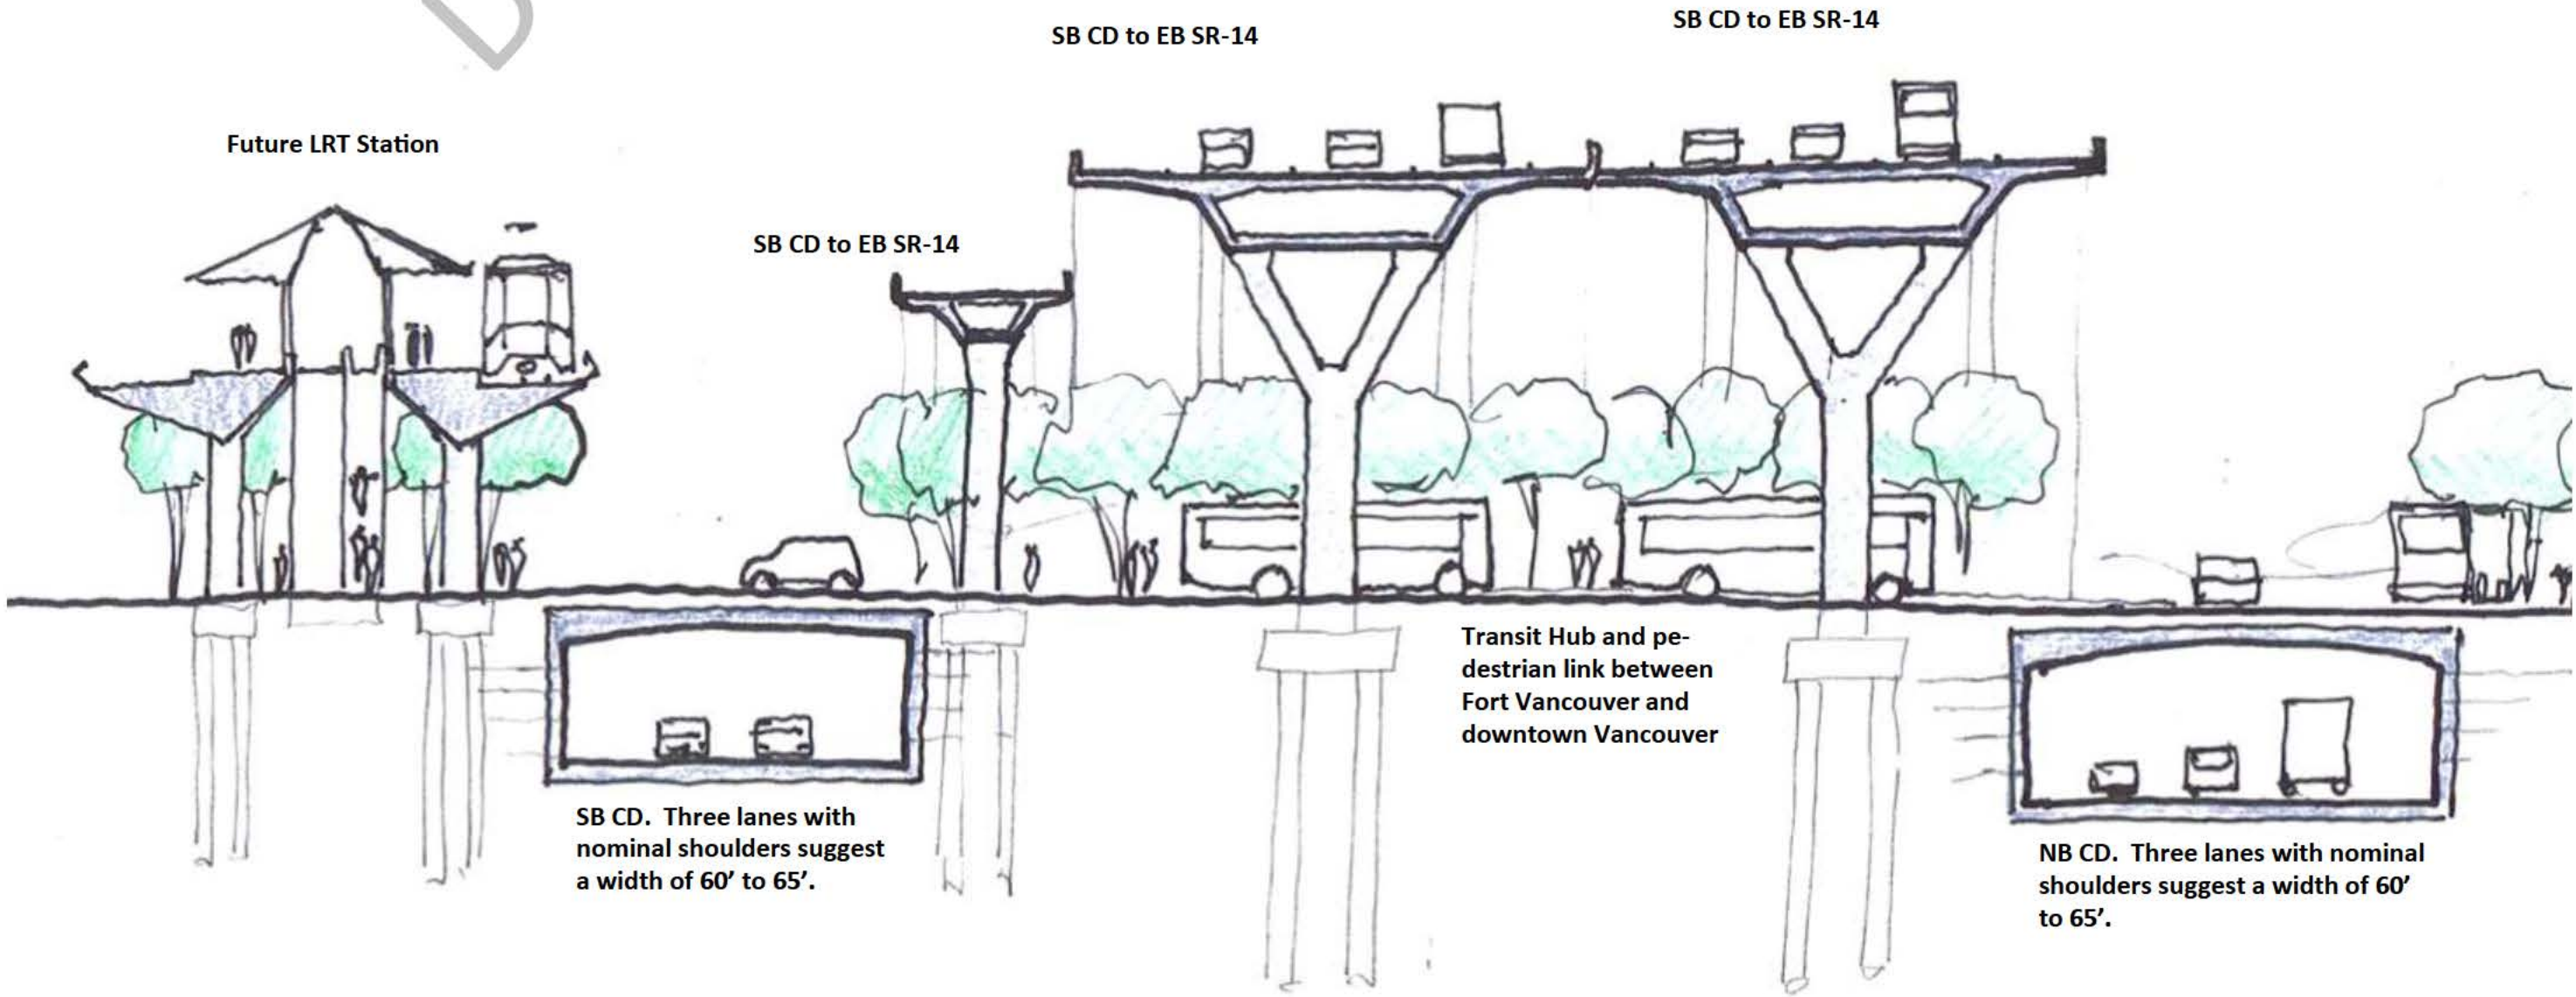 SB CD to EB SR-14
SB CD to EB SR-14
Future LRT Station
SB CD to EB SR-14
Transit Hub and pe-
destrian link between
Fort Vancouver and
downtown Vancouver
SB CD.  Three lanes with
nominal shoulders suggest
a width of 60’ to 65’.
NB CD.  Three lanes with nominal
shoulders suggest a width of 60’
to 65’.